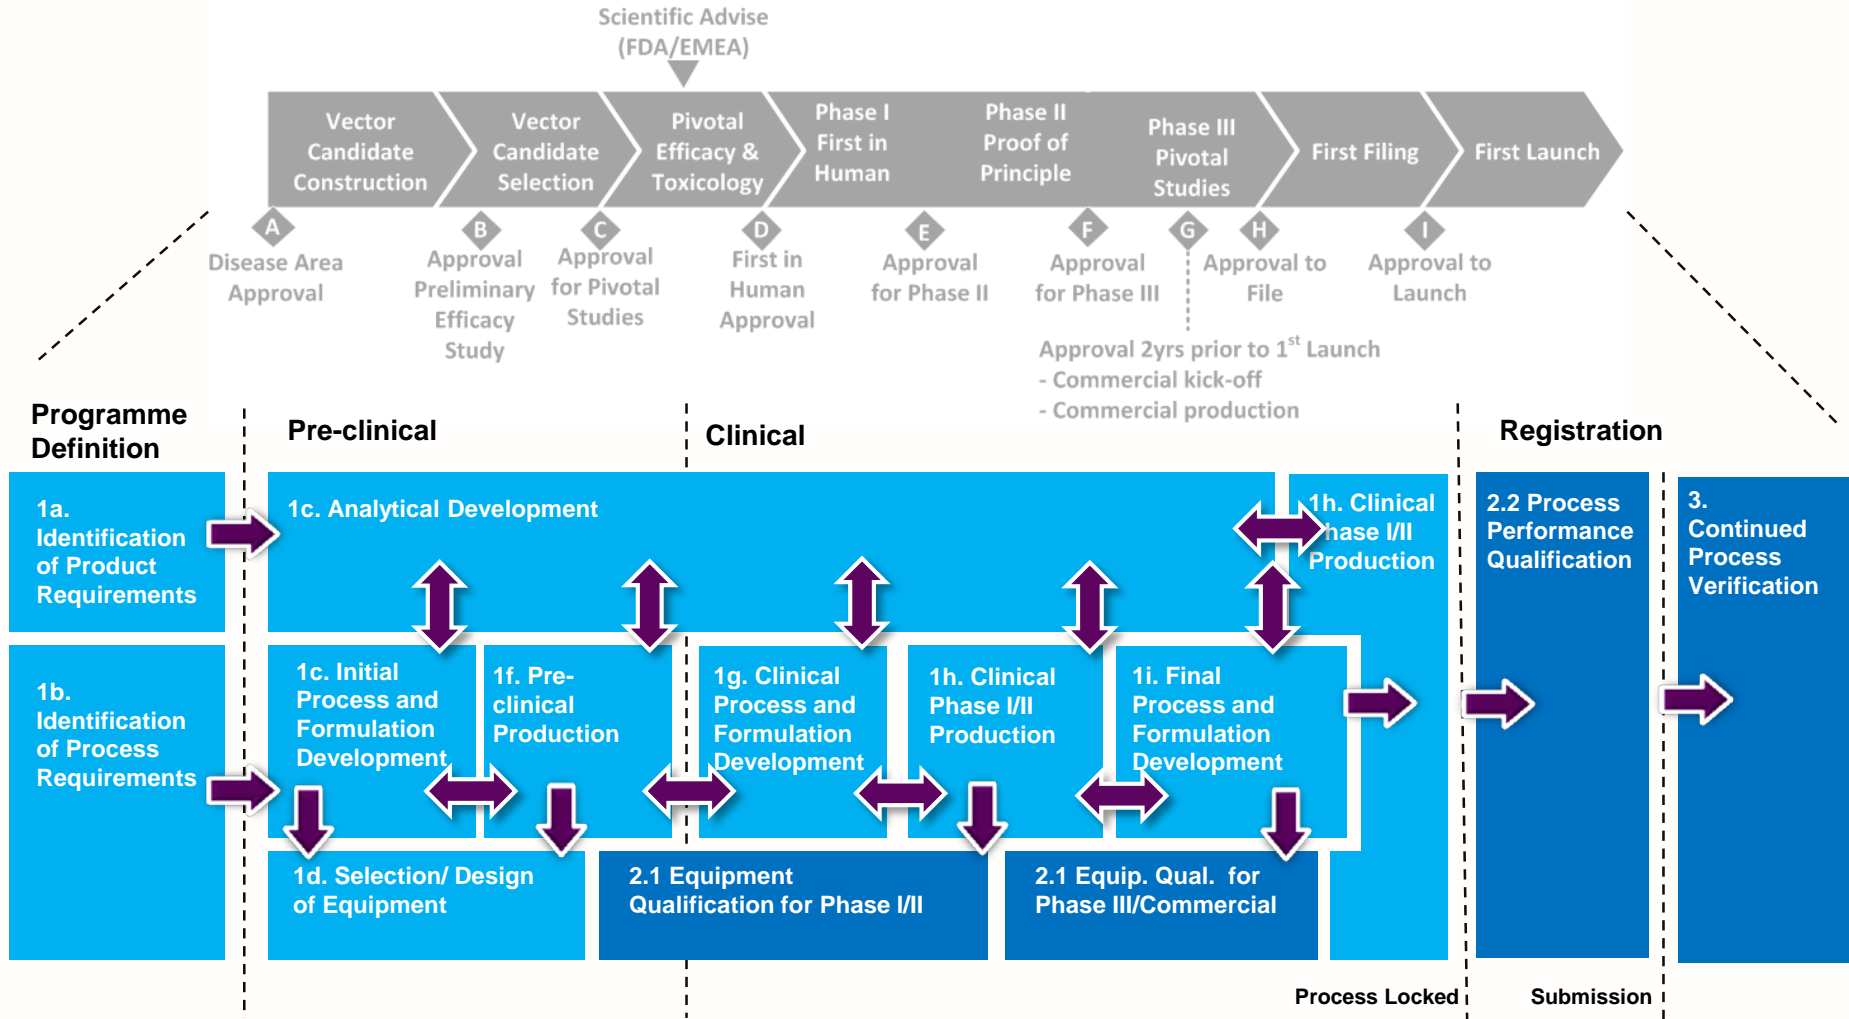 Scientific Advise
(FDA/EMEA)
Vector
Candidate
Construction
Vector
Candidate
Selection
Pivotal
Efficacy &
Toxicology
Phase I
First in
Human
Phase II
Proof of
Principle
Phase III
Pivotal
Studies
First Filing
First Launch
A
Disease Area
Approval
B
Approval
Preliminary
Efficacy
Study
C
Approval
for Pivotal
Studies
D
First in
Human
Approval
E
Approval
for Phase II
F
Approval
for Phase III
G
Approval 2yrs prior to 1st Launch
- Commercial kick-off
- Commercial production
H
Approval to
File
I
Approval to
Launch
Programme
Definition
Pre-clinical
Clinical
Registration
1a.
Identification
of Product
Requirements
1c. Analytical Development
1h. Clinical
Phase I/II
Production
2.2 Process
Performance
Qualification
3.
Continued
Process
Verification
1b.
Identification
of Process
Requirements
1c. Initial
Process and
Formulation
Development
1f. Pre-
clinical
Production
1g. Clinical
Process and
Formulation
Development
1h. Clinical
Phase I/II
Production
1i. Final
Process and
Formulation
Development
1d. Selection/ Design
of Equipment
2.1 Equipment
Qualification for Phase I/II
2.1 Equip. Qual.  for
Phase III/Commercial
Process Locked
Submission